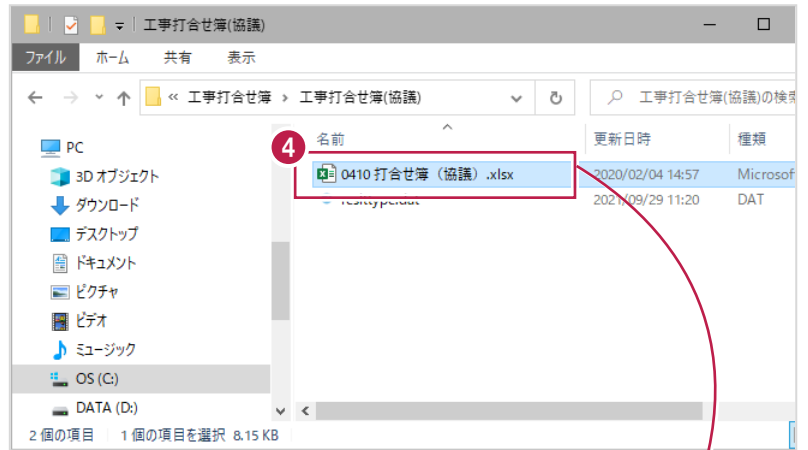 工事打合せ簿(協議)
ファイル ホーム 共有 表示
« 工事打合せ簿 › 工事打合せ簿(協議)
工事打合せ簿(協議)の検索
名前 更新日時 種類
4
0410 打合せ簿（協議）.xlsx 2020/02/04 14:57 Microsof
2021/09/29 11:20 DAT
PC
3D オブジェクト
ダウンロード
デスクトップ
ドキュメント
ピクチャ
ビデオ
ミュージック
OS (C:)
DATA (D:)
2 個の項目 1 個の項目を選択 8.15 KB